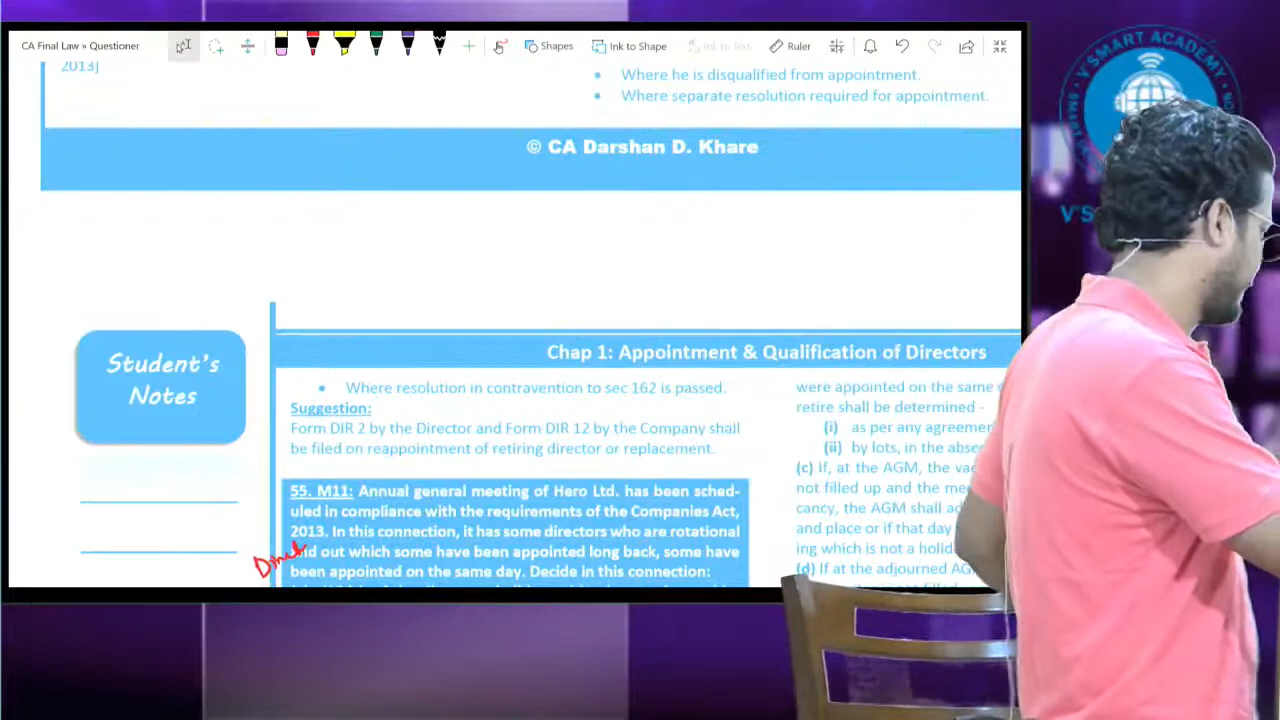 CA Final Law » Questioner
Shapes
Ink to Shape
Ink to Text
Ruler
2013]
• Where he is disqualified from appointment.
• Where separate resolution required for appointment.
© CA Darshan D. Khare
V'SMART ACADEMY
V'S
Student's
Notes
Chap 1: Appointment & Qualification of Directors
• Where resolution in contravention to sec 162 is passed.
Suggestion:
Form DIR 2 by the Director and Form DIR 12 by the Company shall
be filed on reappointment of retiring director or replacement.
55. M11: Annual general meeting of Hero Ltd. has been sched-
uled in compliance with the requirements of the Companies Act,
2013. In this connection, it has some directors who are rotational
and out which some have been appointed long back, some have
been appointed on the same day. Decide in this connection:
were appointed on the same
retire shall be determined -
(i) as per any agreemen
(ii) by lots, in the abse
(c) If, at the AGM, the vac
not filled up and the me
cancy, the AGM shall ad
and place or if that day
ing which is not a holid
(d) If at the adjourned AG